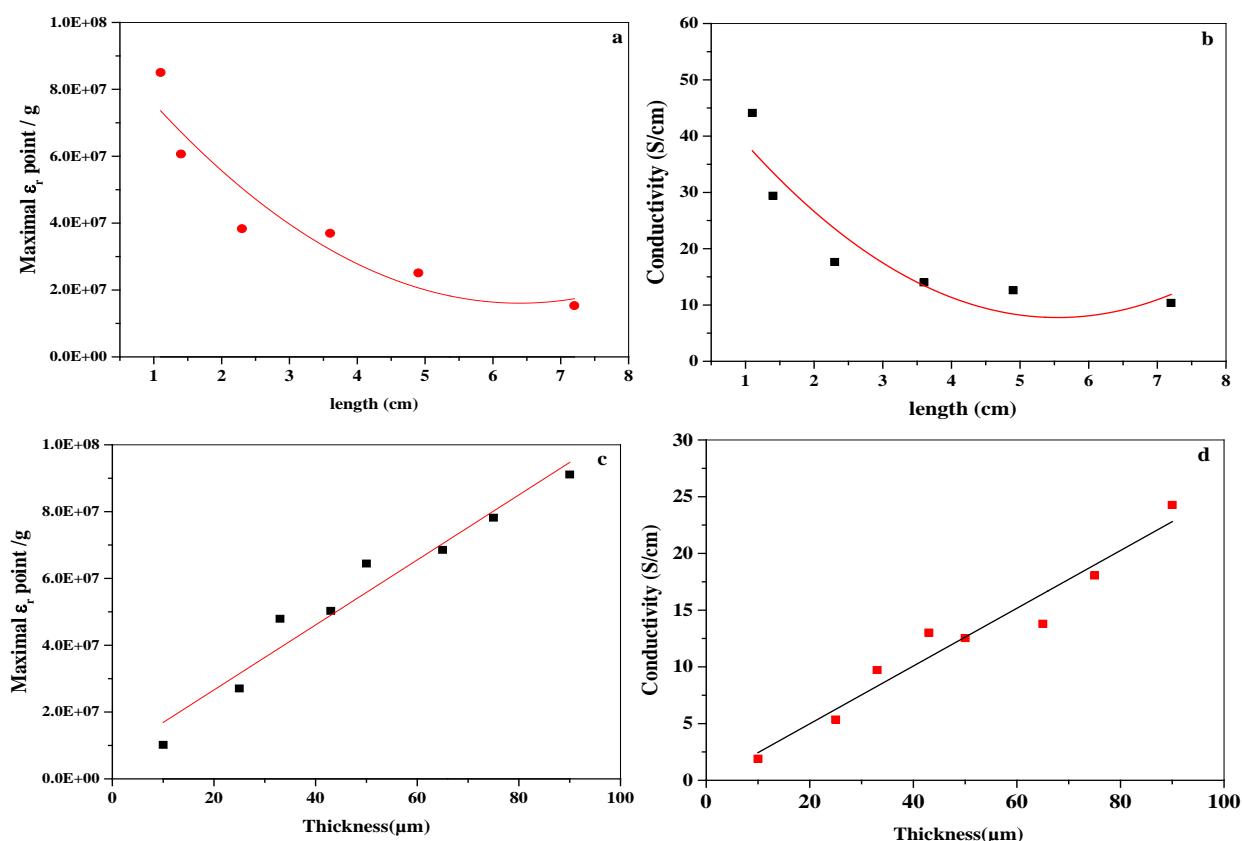 a
Maximal εr point / g
1.0E+08
8.0E+07
6.0E+07
4.0E+07
2.0E+07
0.0E+00
1 2 3 4 5 6 7 8
length (cm)
b
Conductivity (S/cm)
60
50
40
30
20
10
0
1 2 3 4 5 6 7 8
length (cm)
c
Maximal εr point /g
1.0E+08
8.0E+07
6.0E+07
4.0E+07
2.0E+07
0.0E+00
0 20 40 60 80 100
Thickness(μm)
d
Conductivity (S/cm)
30
25
20
15
10
5
0
0 20 40 60 80 100
Thickness(μm)